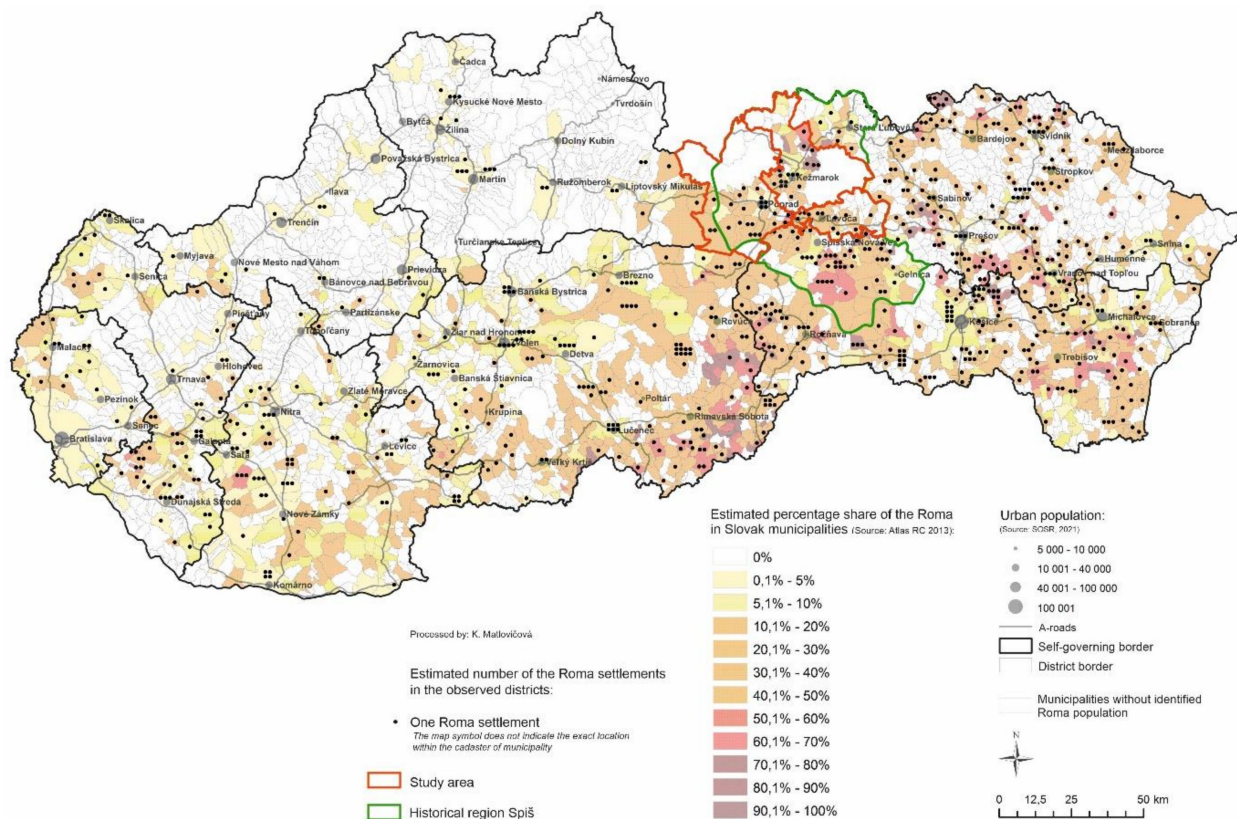 Čadca
Námestovo
Kysucké Nové Mesto
Tvrdošín
Bytča
Žilina
Dolný Kubín
Stará Ľubovňa
Bardejov
Svidník
Medzilaborce
Považská Bystrica
Stropkov
Martin
Ružomberok
Liptovský Mikuláš
Kežmarok
Ilava
Sabinov
Poprad
Levoča
Skalica
Trenčín
Prešov
Turčianske Teplice
Spišská Nová Ves
Snina
Myjava
Nové Mesto nad Váhom
Humenné
Senica
Prievidza
Brezno
Gelnica
Vranov nad Topľou
Bánovce nad Bebravou
Banská Bystrica
Piešťany
Partizánske
Revúca
Michalovce
Sobrance
Topoľčany
Žiar nad Hronom
Rožňava
Košice
Zvolen
Malacky
Detva
Trebišov
Hlohovec
Žarnovica
Trnava
Banská Štiavnica
Zlaté Moravce
Poltár
Pezinok
Nitra
Krupina
Rimavská Sobota
Senec
Lučenec
Bratislava
Galanta
Levice
Šaľa
Veľký Krtíš
Dunajská Streda
Nové Zámky
Komárno
Processed by: K. Matlovičová
Estimated number of the Roma settlements
in the observed districts:
One Roma settlement
The map symbol does not indicate the exact location
within the cadaster of municipality
Study area
Historical region Spiš
Estimated percentage share of the Roma
in Slovak municipalities (Source: Atlas RC 2013):
0%
0,1% - 5%
5,1% - 10%
10,1% - 20%
20,1% - 30%
30,1% - 40%
40,1% - 50%
50,1% - 60%
60,1% - 70%
70,1% - 80%
80,1% - 90%
90,1% - 100%
Urban population:
(Source: SOSR, 2021)
5 000 - 10 000
10 001 - 40 000
40 001 - 100 000
100 001
A-roads
Self-governing border
District border
Municipalities without identified
Roma population
N
0 12,5 25 50 km